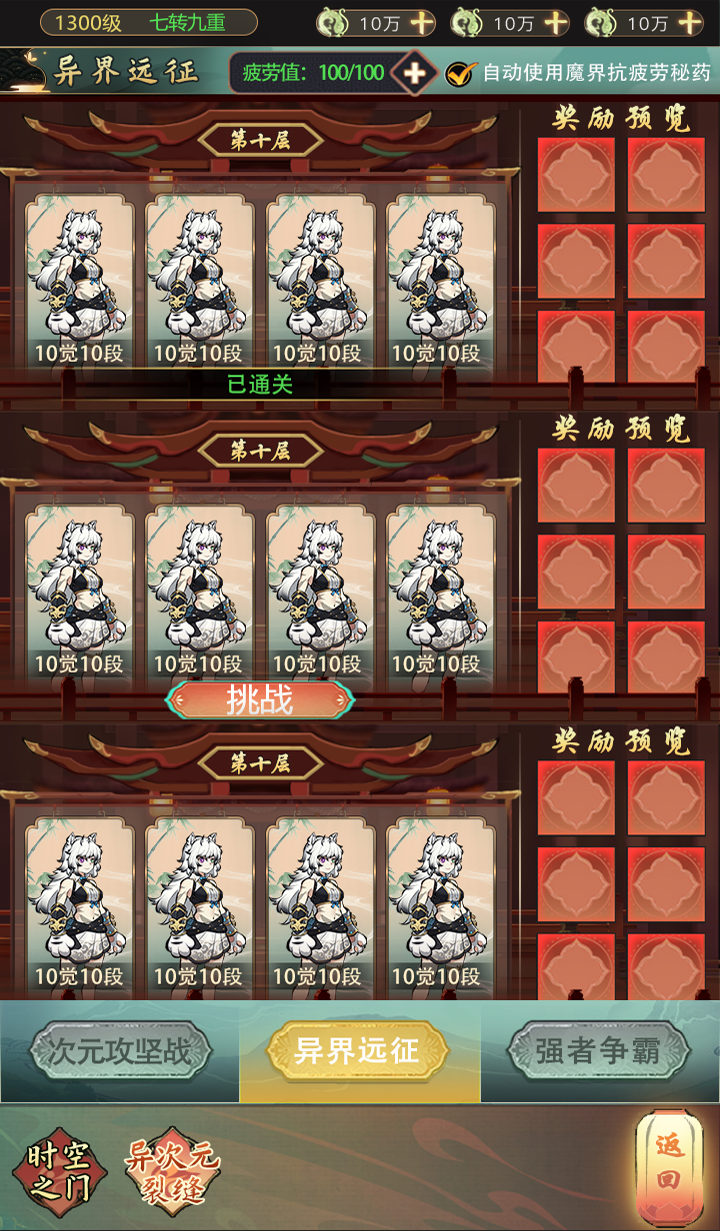 1300级 七转九重 10万 10万 10万
异界远征 疲劳值：100/100 自动使用魔界抗疲劳秘药
第十层 奖励预览
10觉10段 10觉10段 10觉10段 10觉10段
已通关
第十层 奖励预览
10觉10段 10觉10段 10觉10段 10觉10段
挑战
第十层 奖励预览
10觉10段 10觉10段 10觉10段 10觉10段
次元攻坚战 异界远征 强者争霸
时空之门 异次元裂缝 返回